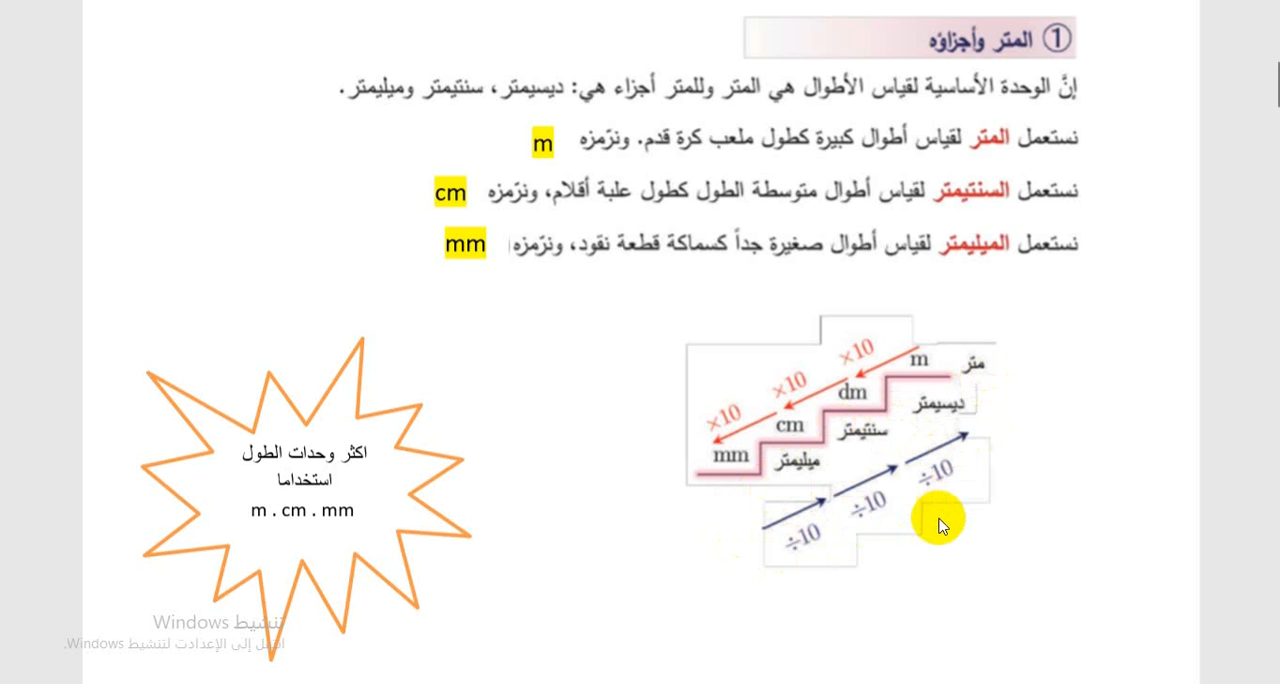 ① المتر وأجزاؤه
إنَّ الوحدة الأساسية لقياس الأطوال هي المتر وللمتر أجزاء هي: ديسيمتر، سنتيمتر وميليمتر.
نستعمل المتر لقياس أطوال كبيرة كطول ملعب كرة قدم. ونرّمزه m
نستعمل السنتيمتر لقياس أطوال متوسطة الطول كطول علبة أقلام، ونرّمزه cm
نستعمل الميليمتر لقياس أطوال صغيرة جداً كسماكة قطعة نقود، ونرّمزه mm
×10
×10
×10
m
متر
dm
ديسيمتر
cm
سنتيمتر
mm
ميليمتر
÷10
÷10
÷10
اكثر وحدات الطول
استخداما
m . cm . mm
تنشيط Windows
انتقل إلى الإعدادت لتنشيط Windows.